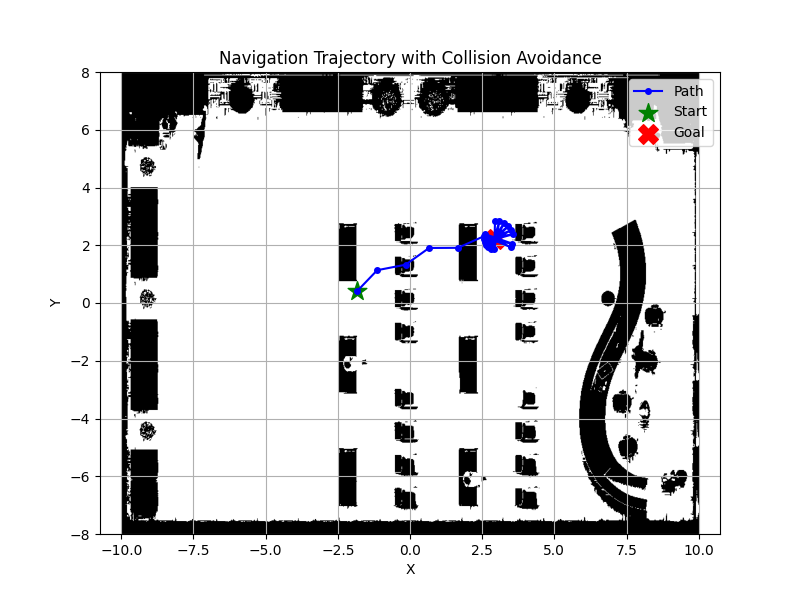 Navigation Trajectory with Collision Avoidance
Path
Start
Goal
8
6
4
2
0
−2
−4
−6
−8
Y
−10.0 −7.5 −5.0 −2.5 0.0 2.5 5.0 7.5 10.0
X